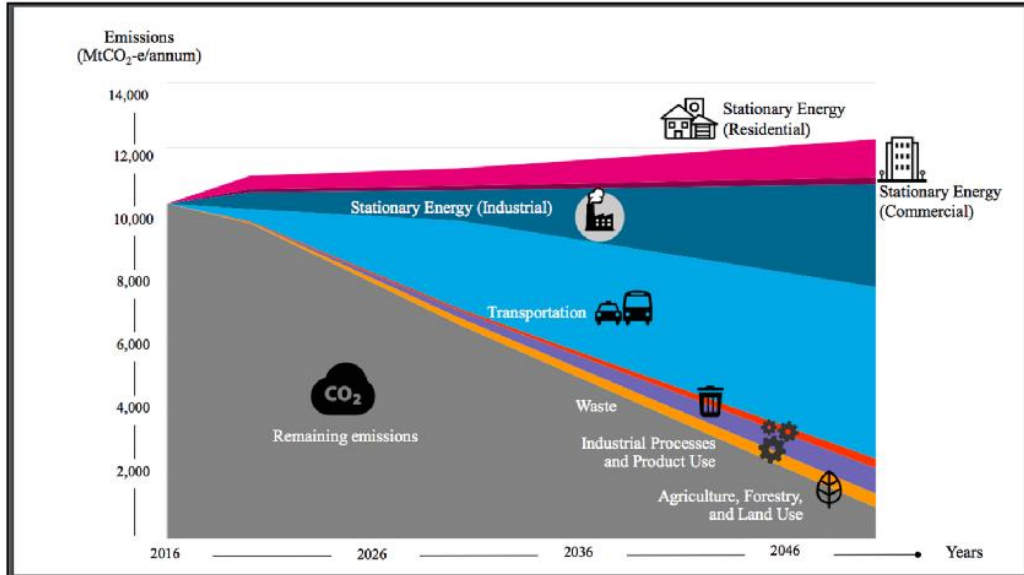 Emissions
(MtCO₂-e/annum)
14,000
12,000
10,000
8,000
6,000
4,000
2,000
Stationary Energy
(Residential)
Stationary Energy
(Commercial)
Stationary Energy (Industrial)
Transportation
CO₂
Remaining emissions
Waste
Industrial Processes
and Product Use
Agriculture, Forestry,
and Land Use
2016
2026
2036
2046
Years